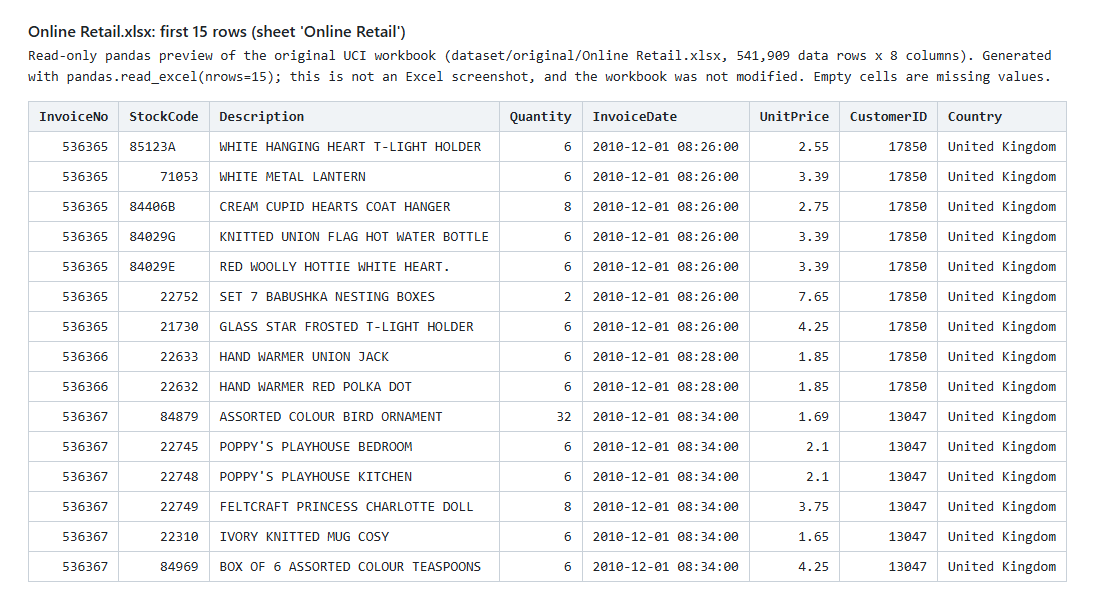 Online Retail.xlsx: first 15 rows (sheet 'Online Retail')
Read-only pandas preview of the original UCI workbook (dataset/original/Online Retail.xlsx, 541,909 data rows x 8 columns). Generated
with pandas.read_excel(nrows=15); this is not an Excel screenshot, and the workbook was not modified. Empty cells are missing values.
InvoiceNo StockCode Description Quantity InvoiceDate UnitPrice CustomerID Country
536365 85123A WHITE HANGING HEART T-LIGHT HOLDER 6 2010-12-01 08:26:00 2.55 17850 United Kingdom
536365 71053 WHITE METAL LANTERN 6 2010-12-01 08:26:00 3.39 17850 United Kingdom
536365 84406B CREAM CUPID HEARTS COAT HANGER 8 2010-12-01 08:26:00 2.75 17850 United Kingdom
536365 84029G KNITTED UNION FLAG HOT WATER BOTTLE 6 2010-12-01 08:26:00 3.39 17850 United Kingdom
536365 84029E RED WOOLLY HOTTIE WHITE HEART. 6 2010-12-01 08:26:00 3.39 17850 United Kingdom
536365 22752 SET 7 BABUSHKA NESTING BOXES 2 2010-12-01 08:26:00 7.65 17850 United Kingdom
536365 21730 GLASS STAR FROSTED T-LIGHT HOLDER 6 2010-12-01 08:26:00 4.25 17850 United Kingdom
536366 22633 HAND WARMER UNION JACK 6 2010-12-01 08:28:00 1.85 17850 United Kingdom
536366 22632 HAND WARMER RED POLKA DOT 6 2010-12-01 08:28:00 1.85 17850 United Kingdom
536367 84879 ASSORTED COLOUR BIRD ORNAMENT 32 2010-12-01 08:34:00 1.69 13047 United Kingdom
536367 22745 POPPY'S PLAYHOUSE BEDROOM 6 2010-12-01 08:34:00 2.1 13047 United Kingdom
536367 22748 POPPY'S PLAYHOUSE KITCHEN 6 2010-12-01 08:34:00 2.1 13047 United Kingdom
536367 22749 FELTCRAFT PRINCESS CHARLOTTE DOLL 8 2010-12-01 08:34:00 3.75 13047 United Kingdom
536367 22310 IVORY KNITTED MUG COSY 6 2010-12-01 08:34:00 1.65 13047 United Kingdom
536367 84969 BOX OF 6 ASSORTED COLOUR TEASPOONS 6 2010-12-01 08:34:00 4.25 13047 United Kingdom